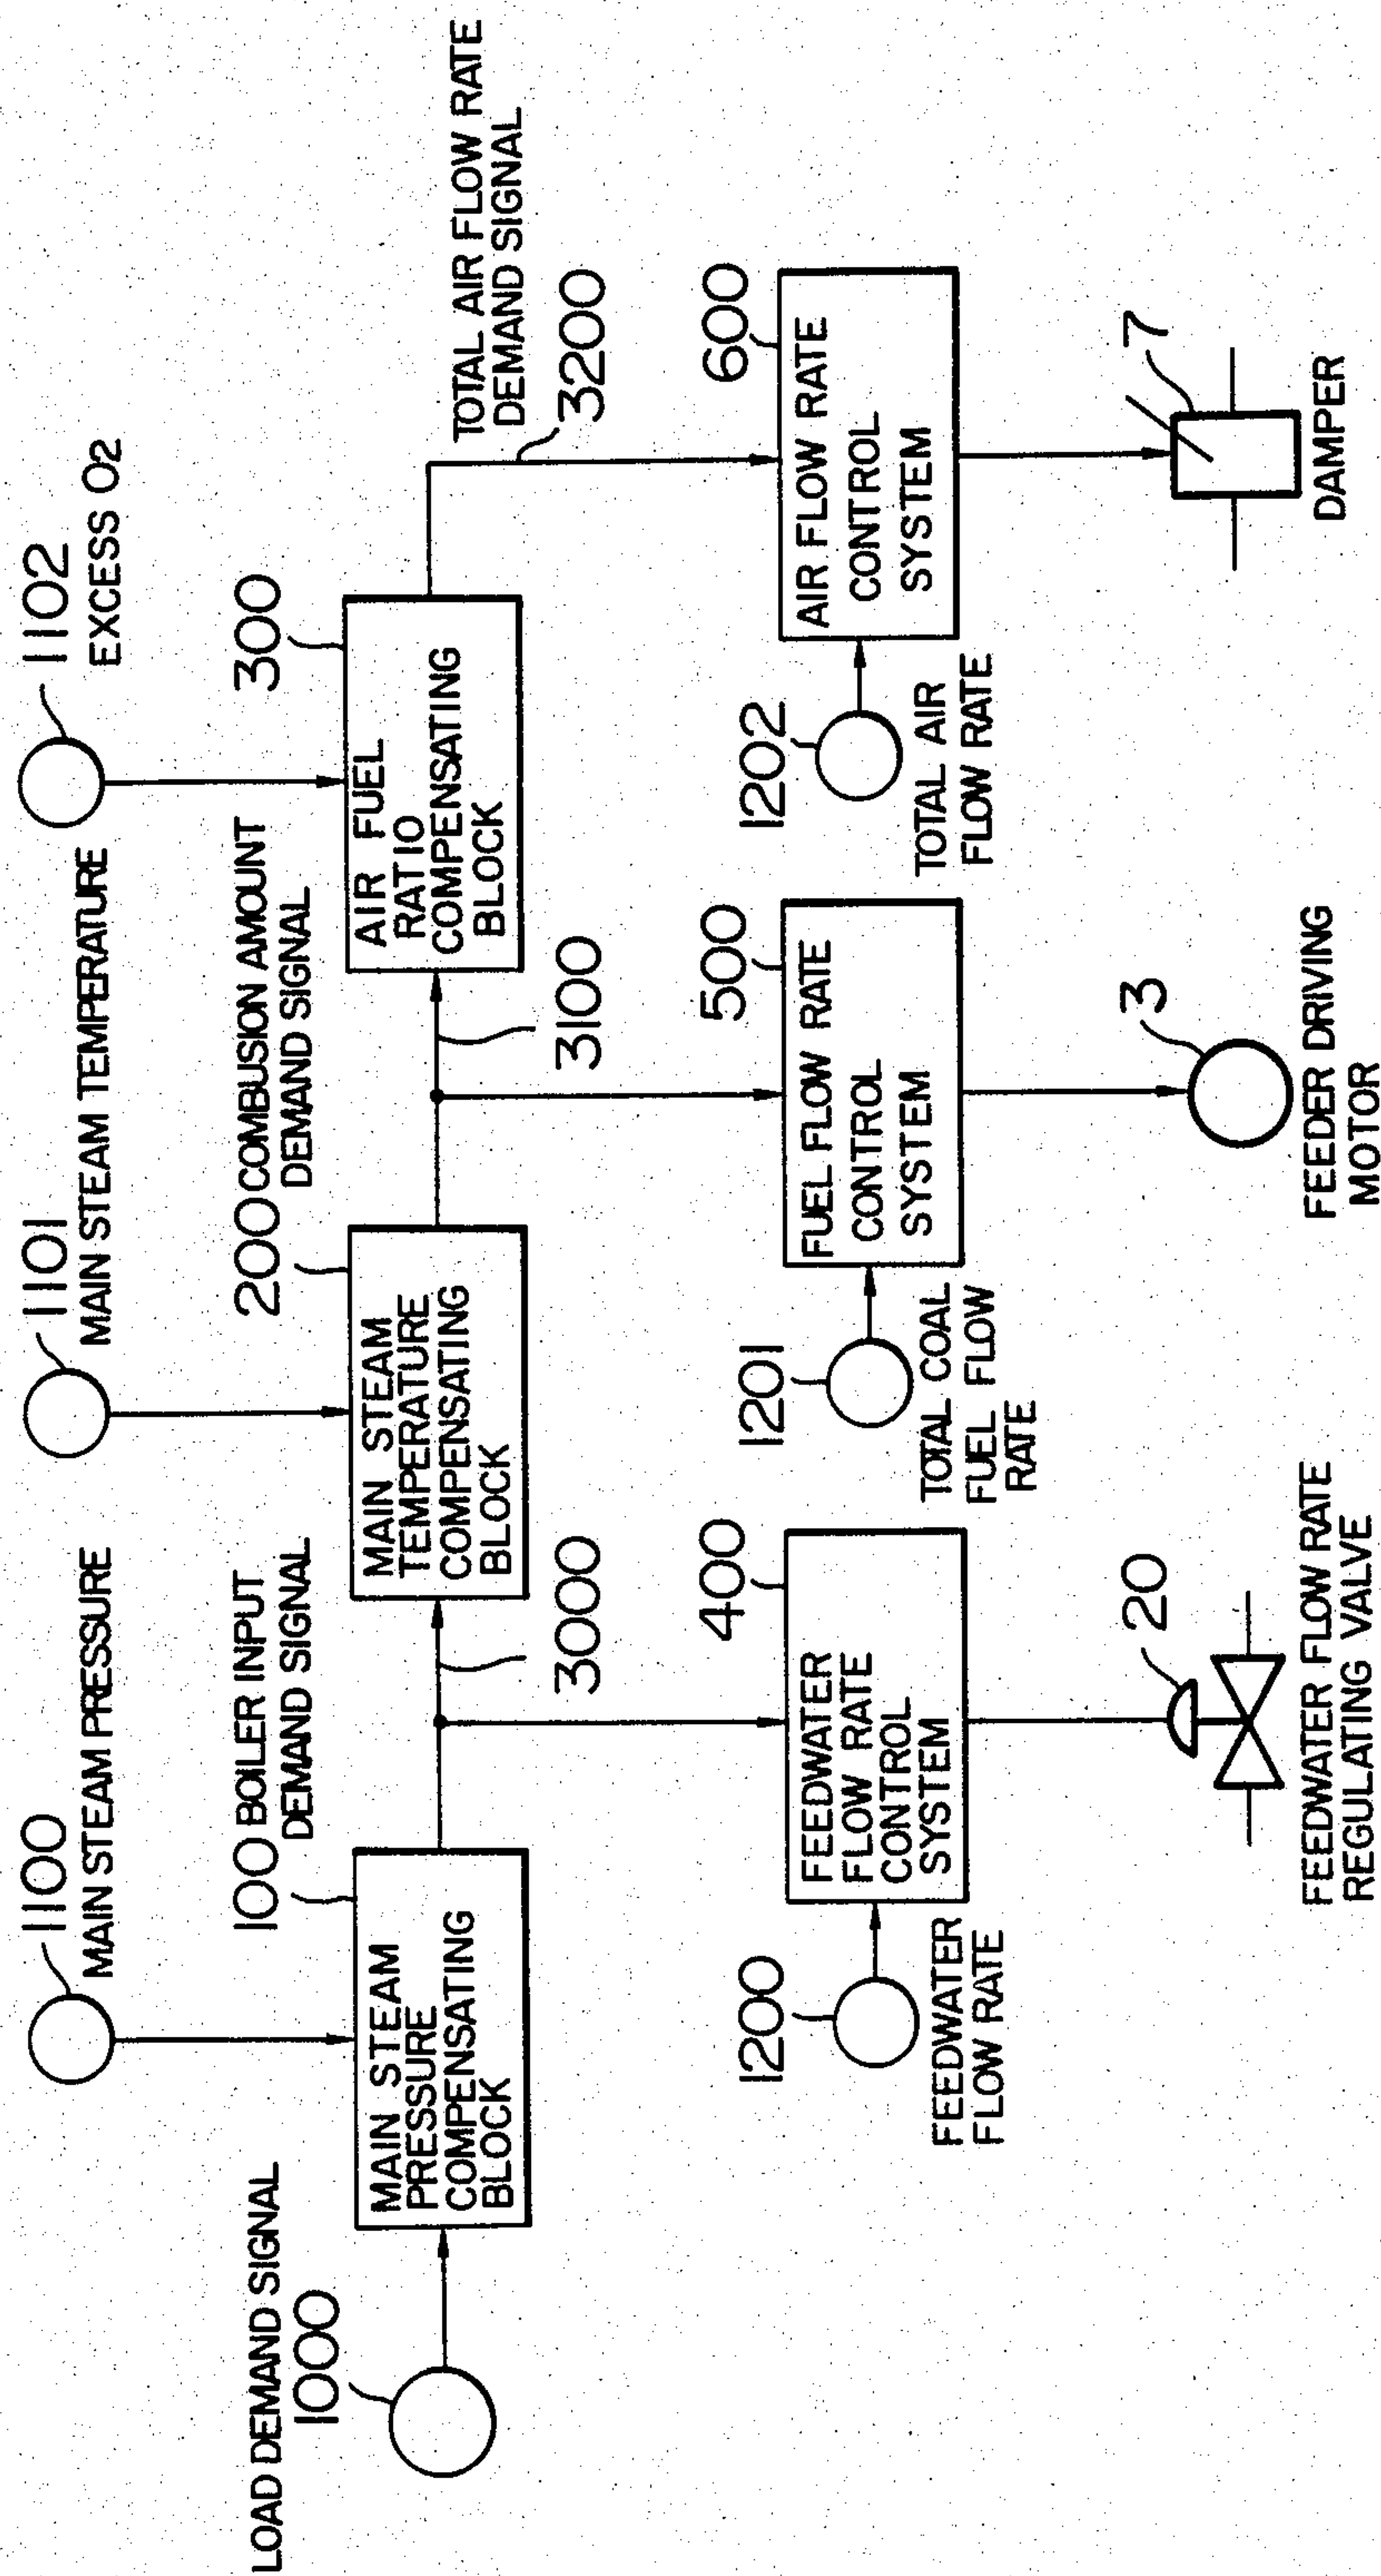 LOAD DEMAND SIGNAL
1000
1100
MAIN STEAM PRESSURE
100
MAIN STEAM
PRESSURE
COMPENSATING
BLOCK
BOILER INPUT
DEMAND SIGNAL
3000
1101
MAIN STEAM TEMPERATURE
200
MAIN STEAM
TEMPERATURE
COMPENSATING
BLOCK
COMBUSION AMOUNT
DEMAND SIGNAL
3100
1102
EXCESS O2
300
AIR FUEL
RATIO
COMPENSATING
BLOCK
TOTAL AIR FLOW RATE
DEMAND SIGNAL
3200
1200
FEEDWATER
FLOW RATE
400
FEEDWATER
FLOW RATE
CONTROL
SYSTEM
20
FEEDWATER FLOW RATE
REGULATING VALVE
1201
TOTAL COAL
FUEL FLOW
RATE
500
FUEL FLOW RATE
CONTROL
SYSTEM
3
FEEDER DRIVING
MOTOR
1202
TOTAL AIR
FLOW RATE
600
AIR FLOW RATE
CONTROL
SYSTEM
7
DAMPER